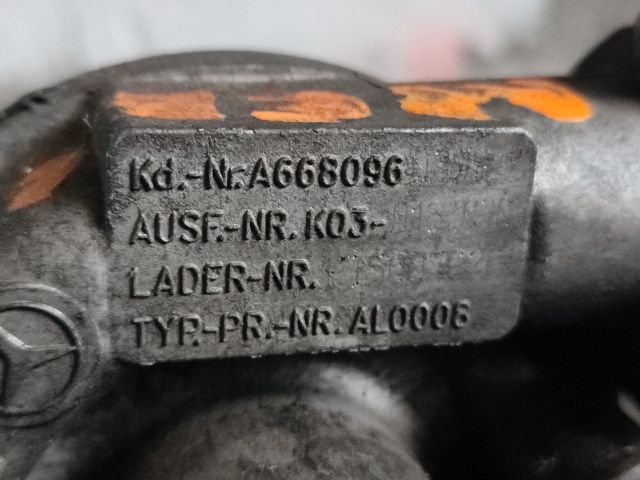 Kd.-Nr. A668096
AUSF.-NR. K03-
LADER-NR.
TYP.-PR.-NR. AL0006